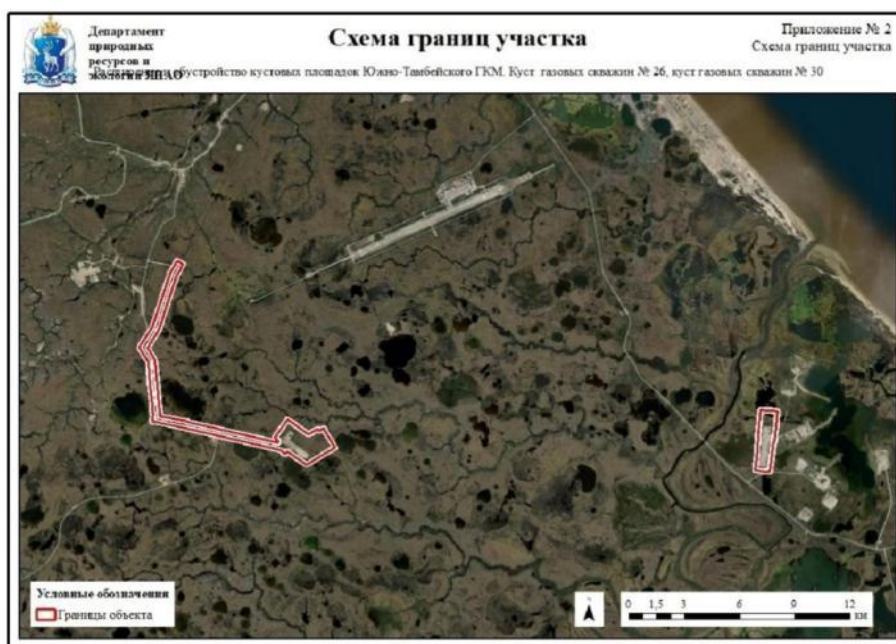 Департамент
природных
ресурсов и
экологии ЯНАО
Схема границ участка
Приложение № 2
Схема границ участка
обустройство кустовых площадок Южно-Тамбейского ГКМ. Куст газовых скважин № 26, куст газовых скважин № 30
Условные обозначения
Границы объекта
0 1,5 3 6 9 12
км